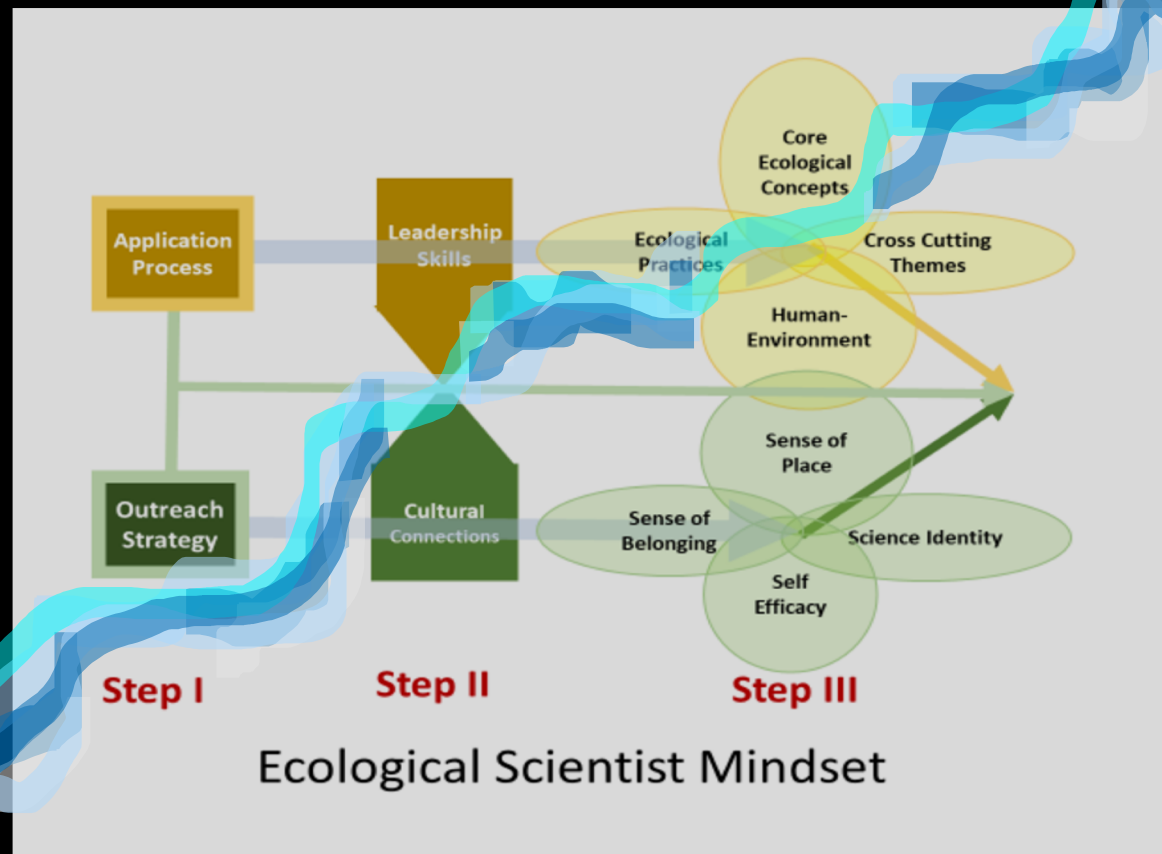 Core
Ecological
Concepts
Application
Process
Leadership
Skills
Ecological
Practices
Cross Cutting
Themes
Human-
Environment
Sense of
Place
Outreach
Strategy
Cultural
Connections
Sense of
Belonging
Science Identity
Self
Efficacy
Step I
Step II
Step III
Ecological Scientist Mindset